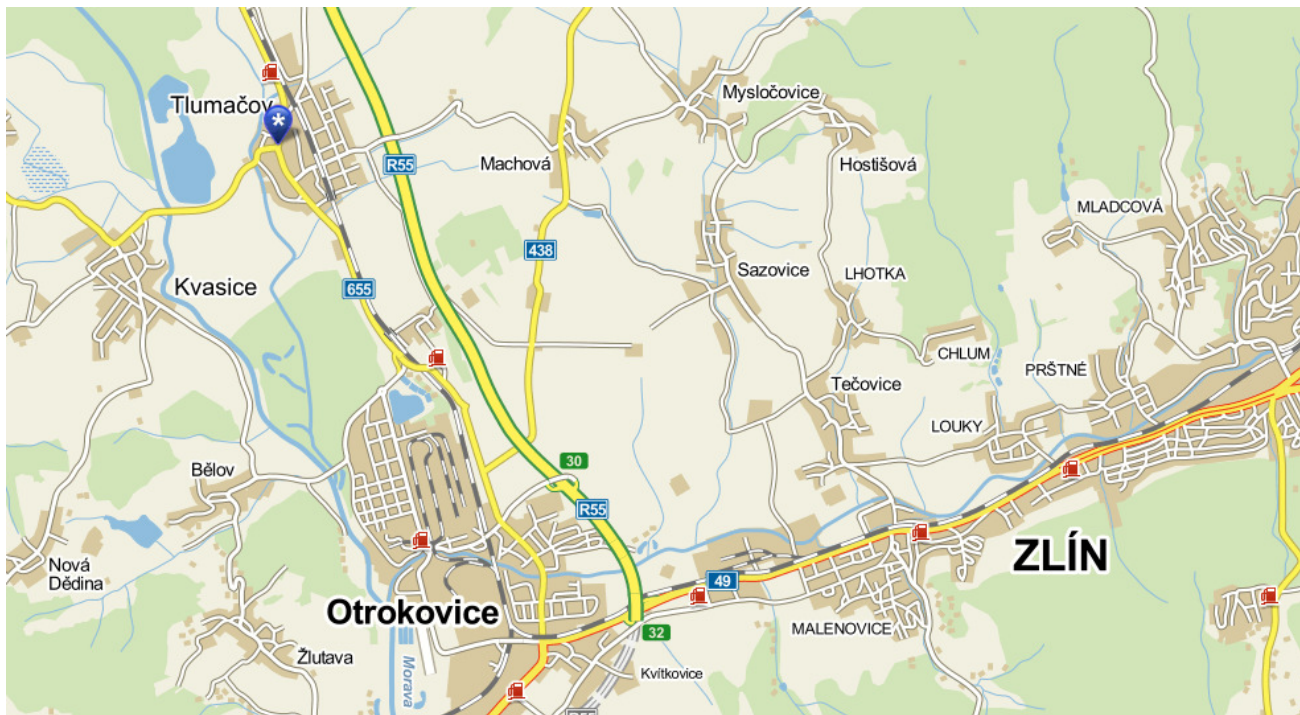 Tlumačov
*
Mysločovice
Machová
R55
Hostišová
MLADCOVÁ
438
Sazovice
LHOTKA
Kvasice
655
CHLUM
PRŠTNÉ
Tečovice
LOUKY
30
Bělov
R55
ZLÍN
Nová
Dědina
49
Otrokovice
32
MALENOVICE
Žlutava
Morava
Kvítkovice